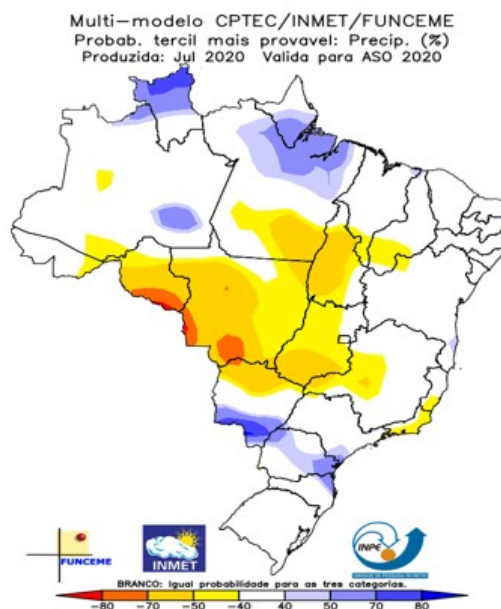 Multi-modelo CPTEC/INMET/FUNCEME
Probab. tercil mais provavel: Precip. (%)
Produzida: Jul 2020 Valida para ASO 2020
FUNCEME
INMET
INPE
BRANCO: Igual probabilidade para as tres categorias.
-80 -70 -50 -40 40 50 70 80